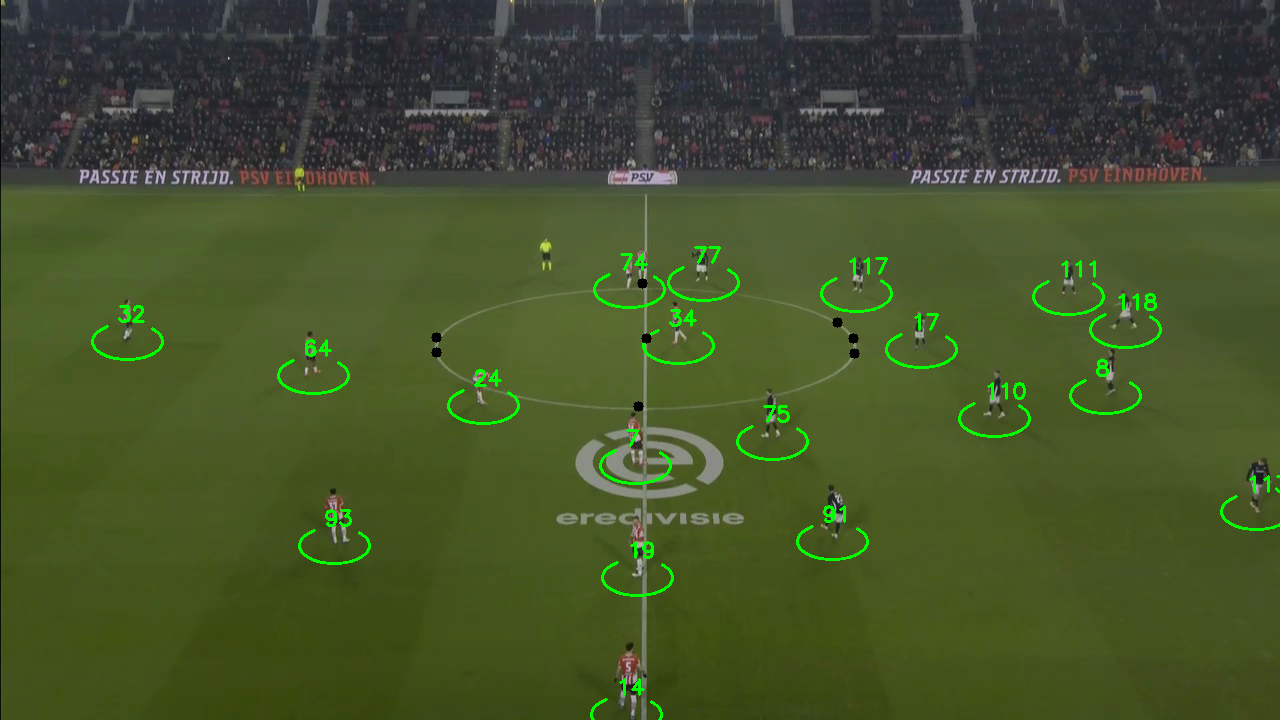 PASSIE EN STRIJD. PSV EINDHOVEN. PSV PASSIE EN STRIJD. PSV EINDHOVEN.
74 77 117 111
32 34 17 118
64 24 8
75 110
7
113
93 91
eredivisie
19
5
14